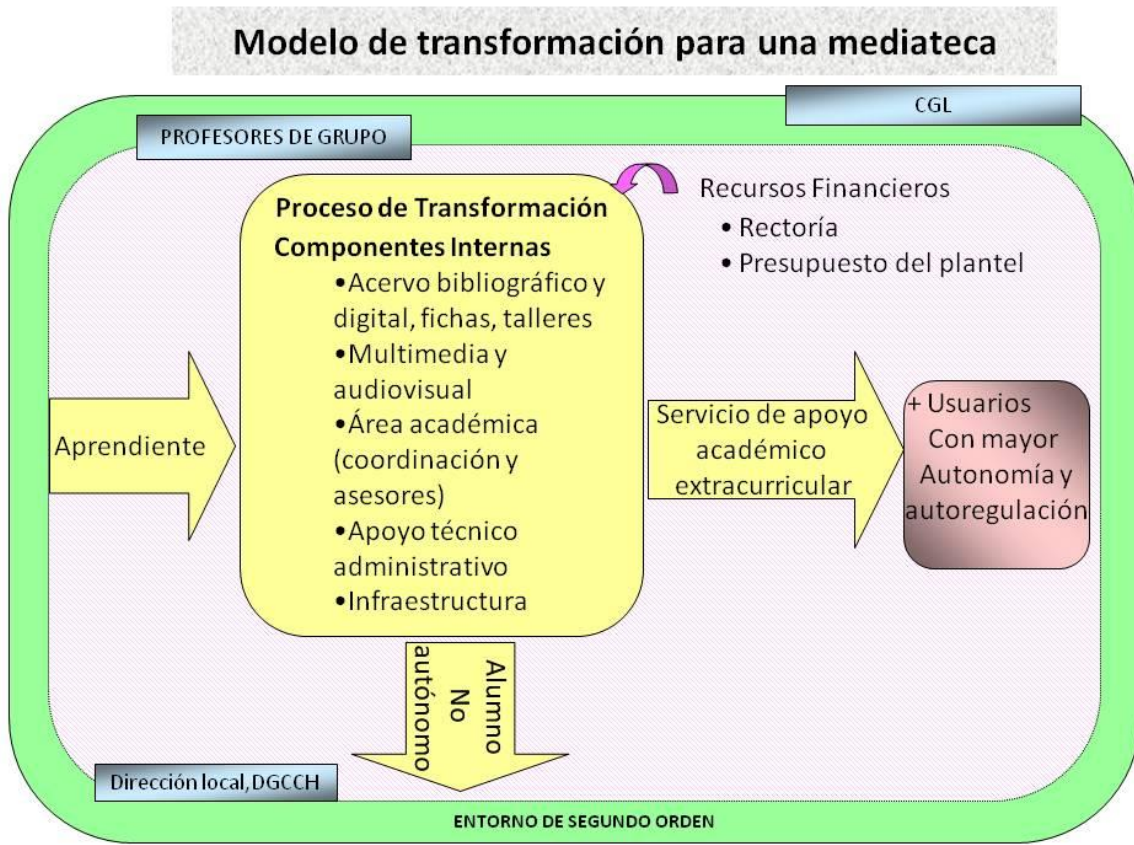 Modelo de transformación para una mediateca
CGL
PROFESORES DE GRUPO
Proceso de Transformación
Componentes Internas
•Acervo bibliográfico y
digital, fichas, talleres
•Multimedia y
audiovisual
•Área académica
(coordinación y
asesores)
•Apoyo técnico
administrativo
•Infraestructura
Recursos Financieros
• Rectoría
• Presupuesto del plantel
Aprendiente
Servicio de apoyo
académico
extracurricular
+ Usuarios
Con mayor
Autonomía y
autoregulación
Alumno
No
autónomo
Dirección local,DGCCH
ENTORNO DE SEGUNDO ORDEN